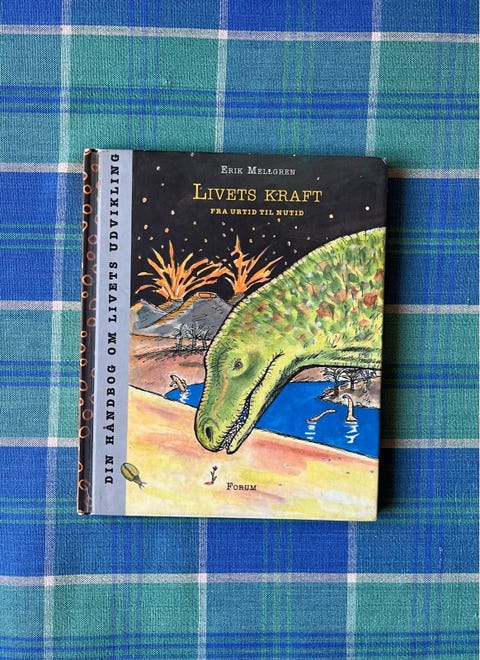 ERIK MELLGREN
LIVETS KRAFT
FRA URTID TIL NUTID
DIN HÅNDBOG OM LIVETS UDVIKLING
FORUM